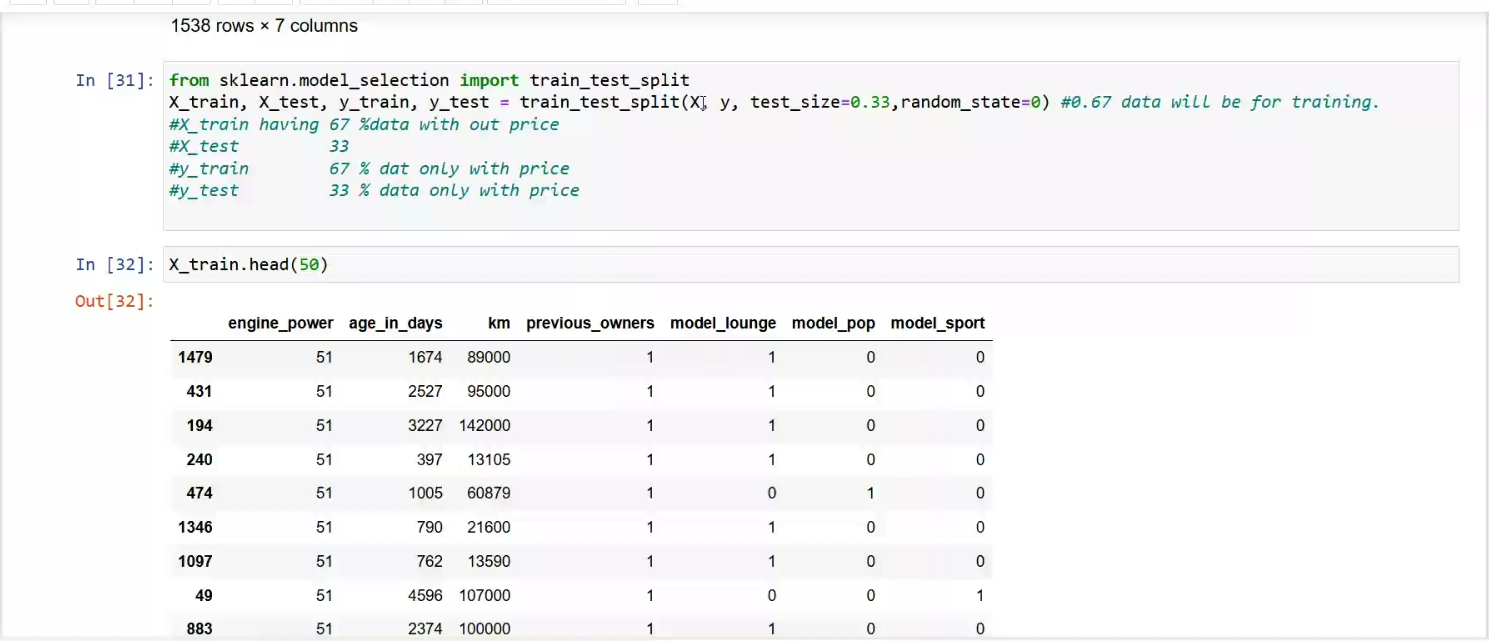 1538 rows × 7 columns
In [31]: from sklearn.model_selection import train_test_split
X_train, X_test, y_train, y_test = train_test_split(X, y, test_size=0.33,random_state=0) #0.67 data will be for training.
#X_train having 67 %data with out price
#X_test 33
#y_train 67 % dat only with price
#y_test 33 % data only with price
In [32]: X_train.head(50)
Out[32]:
engine_power age_in_days km previous_owners model_lounge model_pop model_sport
1479 51 1674 89000 1 1 0 0
431 51 2527 95000 1 1 0 0
194 51 3227 142000 1 1 0 0
240 51 397 13105 1 1 0 0
474 51 1005 60879 1 0 1 0
1346 51 790 21600 1 1 0 0
1097 51 762 13590 1 1 0 0
49 51 4596 107000 1 0 0 1
883 51 2374 100000 1 1 0 0